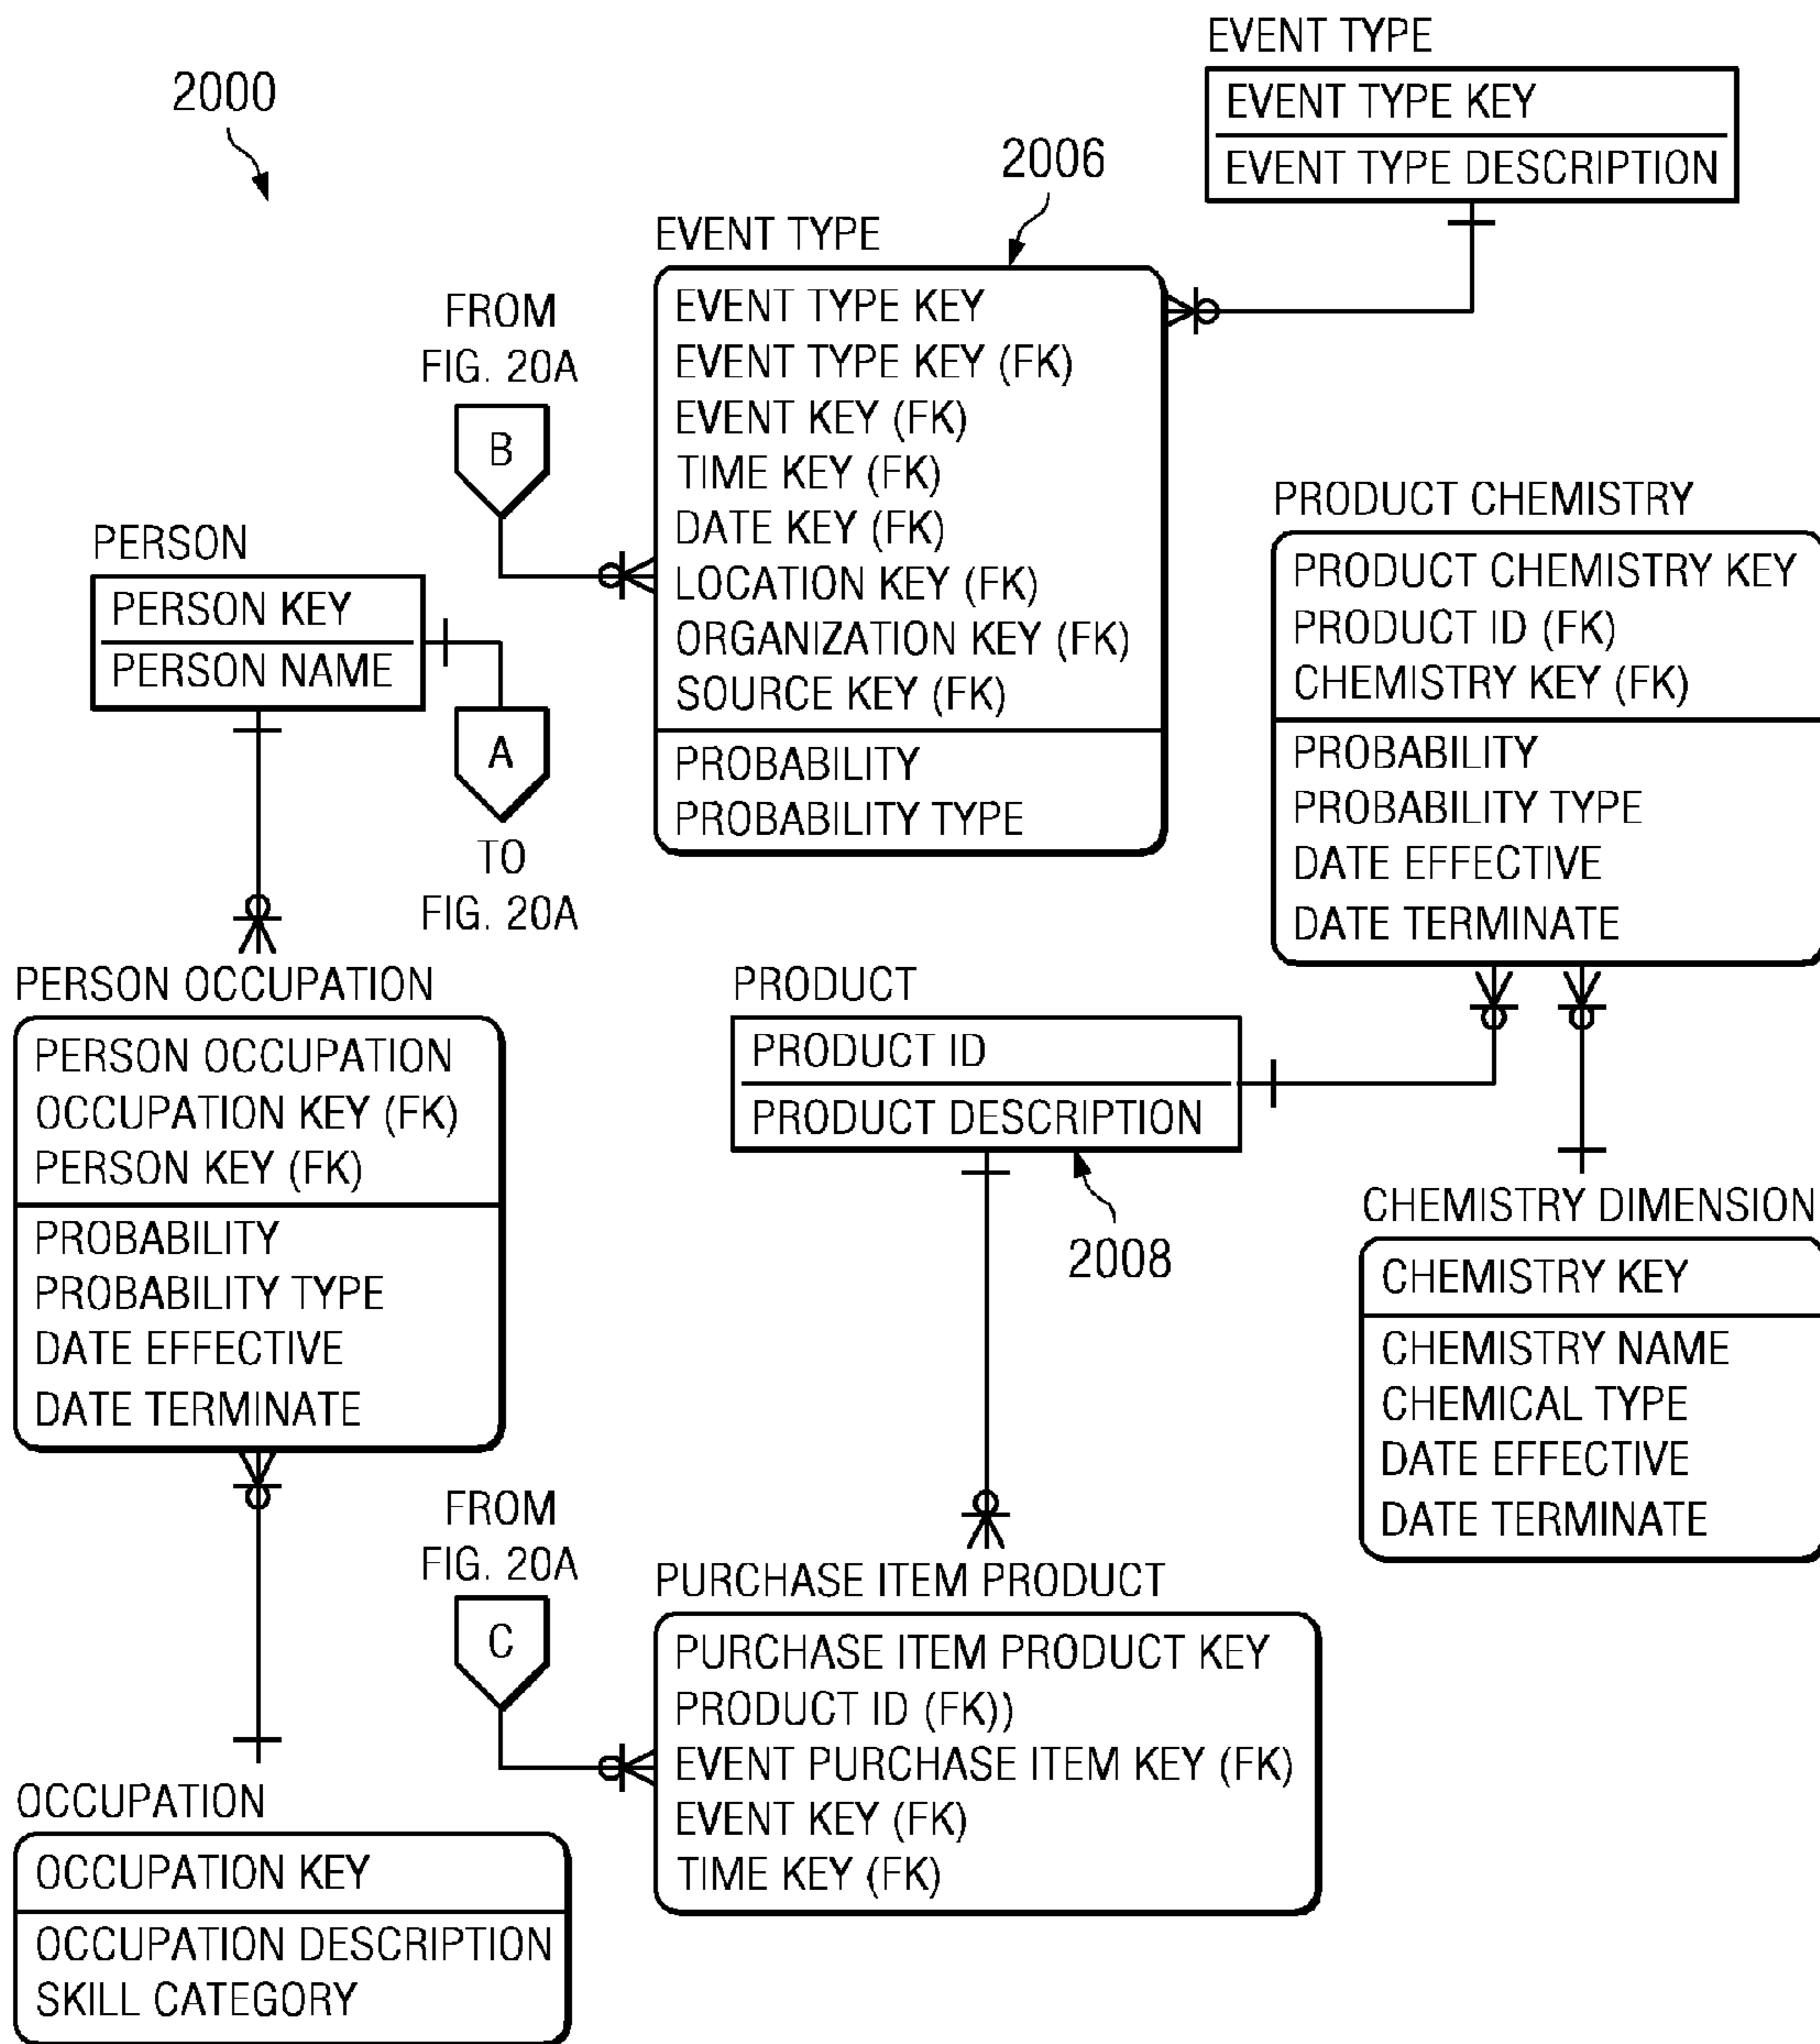 2000
EVENT TYPE
EVENT TYPE KEY
EVENT TYPE DESCRIPTION
2006
EVENT TYPE
EVENT TYPE KEY
EVENT TYPE KEY (FK)
EVENT KEY (FK)
TIME KEY (FK)
DATE KEY (FK)
LOCATION KEY (FK)
ORGANIZATION KEY (FK)
SOURCE KEY (FK)
PROBABILITY
PROBABILITY TYPE
FROM
FIG. 20A
B
PERSON
PERSON KEY
PERSON NAME
A
TO
FIG. 20A
PRODUCT CHEMISTRY
PRODUCT CHEMISTRY KEY
PRODUCT ID (FK)
CHEMISTRY KEY (FK)
PROBABILITY
PROBABILITY TYPE
DATE EFFECTIVE
DATE TERMINATE
PERSON OCCUPATION
PERSON OCCUPATION
OCCUPATION KEY (FK)
PERSON KEY (FK)
PROBABILITY
PROBABILITY TYPE
DATE EFFECTIVE
DATE TERMINATE
PRODUCT
PRODUCT ID
PRODUCT DESCRIPTION
2008
CHEMISTRY DIMENSION
CHEMISTRY KEY
CHEMISTRY NAME
CHEMICAL TYPE
DATE EFFECTIVE
DATE TERMINATE
FROM
FIG. 20A
C
PURCHASE ITEM PRODUCT
PURCHASE ITEM PRODUCT KEY
PRODUCT ID (FK))
EVENT PURCHASE ITEM KEY (FK)
EVENT KEY (FK)
TIME KEY (FK)
OCCUPATION
OCCUPATION KEY
OCCUPATION DESCRIPTION
SKILL CATEGORY